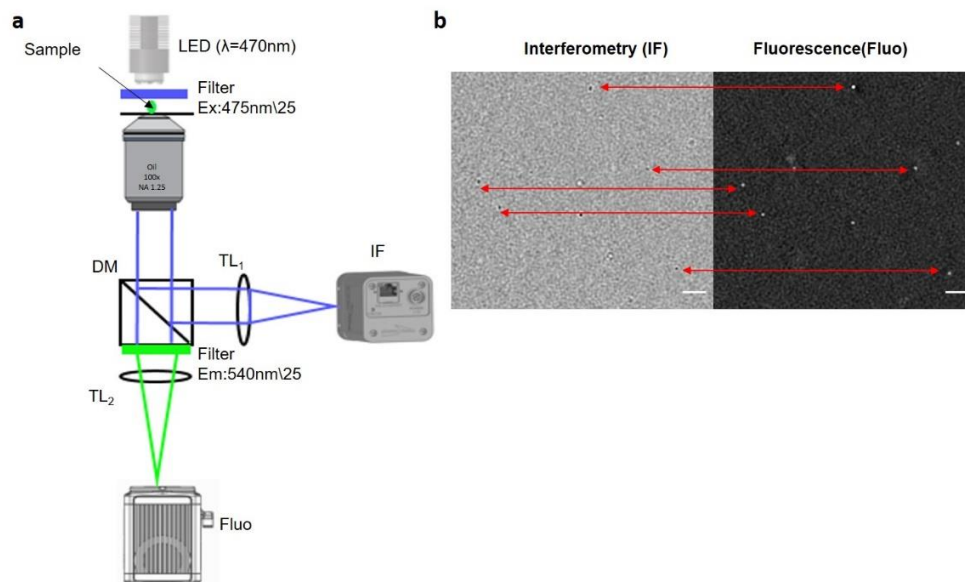 a
LED (λ=470nm)
Sample
Filter
Ex:475nm\25
Oil
100x
NA 1.25
DM
TL1
IF
Filter
Em:540nm\25
TL2
Fluo
b
Interferometry (IF)
Fluorescence(Fluo)